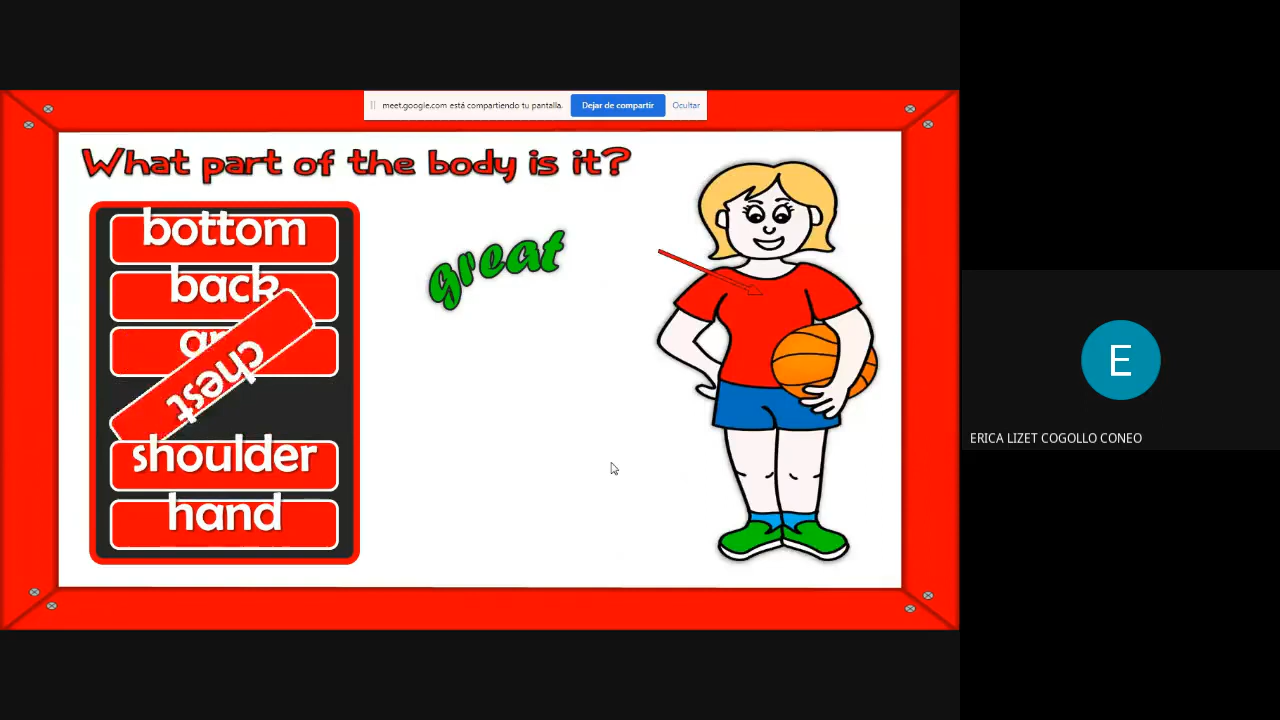 meet.google.com está compartiendo tu pantalla.
Dejar de compartir
Ocultar
What part of the body is it?
bottom
back
chest
shoulder
hand
great
E
ERICA LIZET COGOLLO CONEO